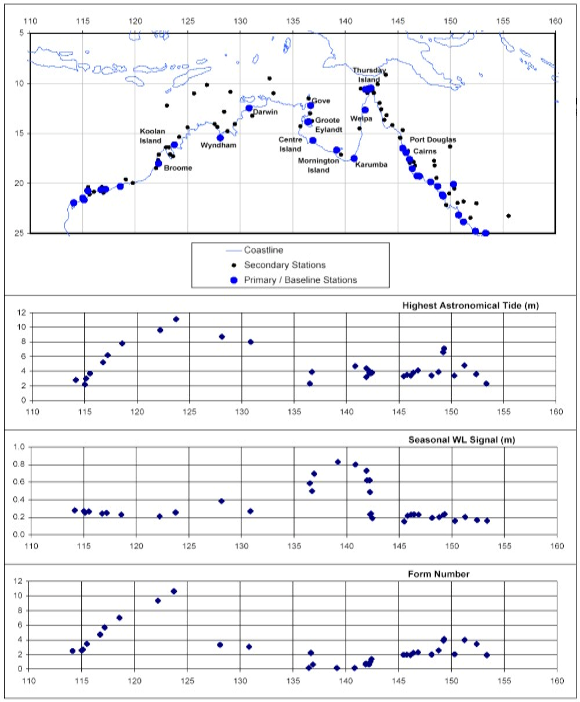 110 115 120 125 130 135 140 145 150 155 160
5
Thursday
Island
10
Gove
Darwin
Groote
Eylandt
Weipa
Koolan
Island
15
Wyndham
Centre
Island
Port Douglas
Cairns
Broome
Mornington
Island
Karumba
20
25
Coastline
Secondary Stations
Primary / Baseline Stations
Highest Astronomical Tide (m)
12
10
8
6
4
2
0
110 115 120 125 130 135 140 145 150 155 160
Seasonal WL Signal (m)
1.0
0.8
0.6
0.4
0.2
0.0
110 115 120 125 130 135 140 145 150 155 160
Form Number
12
10
8
6
4
2
0
110 115 120 125 130 135 140 145 150 155 160